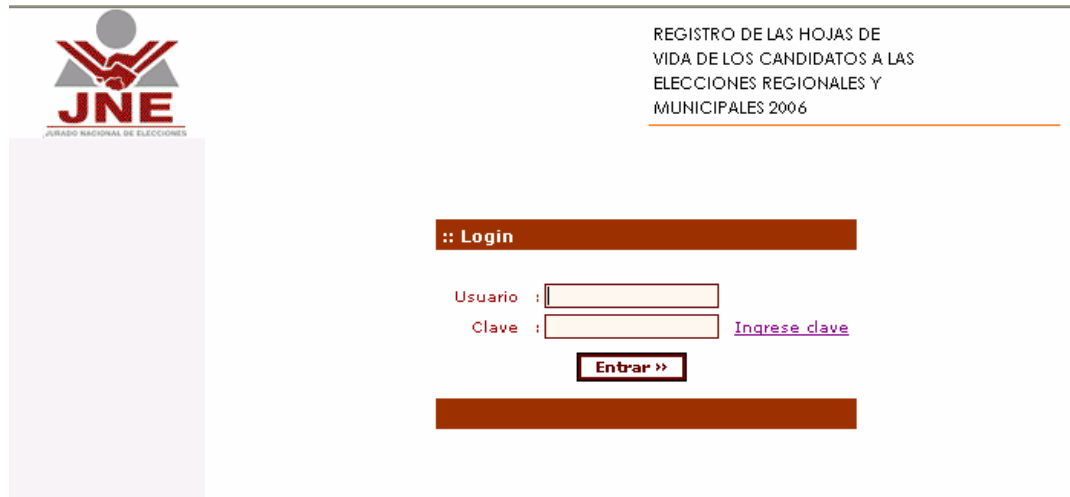 JNE
JURADO NACIONAL DE ELECCIONES
REGISTRO DE LAS HOJAS DE
VIDA DE LOS CANDIDATOS A LAS
ELECCIONES REGIONALES Y
MUNICIPALES 2006
:: Login
Usuario :
Clave : Ingrese clave
Entrar »